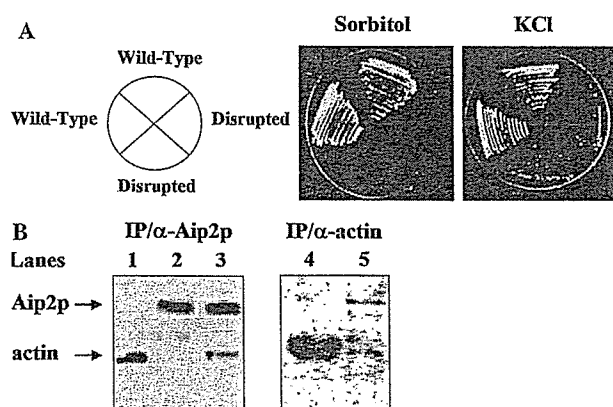 A
Sorbitol
KCl
Wild-Type
Wild-Type
Disrupted
Disrupted
B
IP/α-Aip2p
IP/α-actin
Lanes 1 2 3 4 5
Aip2p
actin